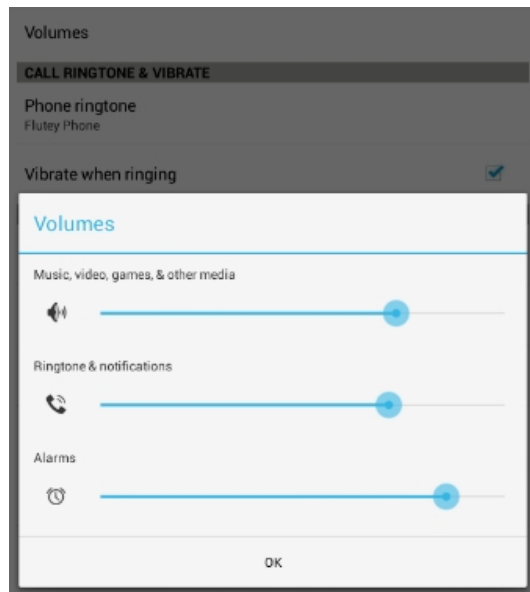 Volumes
CALL RINGTONE & VIBRATE
Phone ringtone
Flutey Phone
Vibrate when ringing
Volumes
Music, video, games, & other media
Ringtone & notifications
Alarms
OK